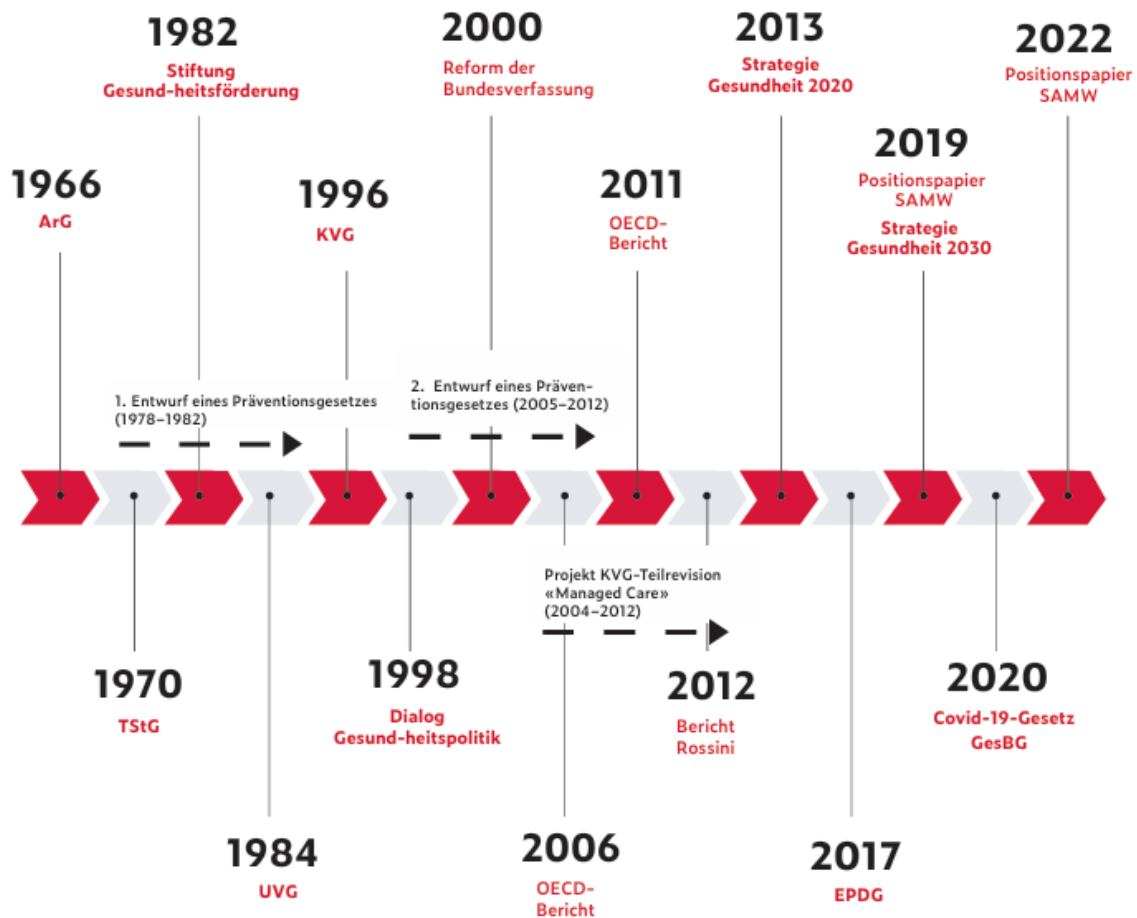 1982
Stiftung
Gesund-heitsförderung
2000
Reform der
Bundesverfassung
2013
Strategie
Gesundheit 2020
2022
Positionspapier
SAMW
1966
ArG
1996
KVG
2011
OECD-
Bericht
2019
Positionspapier
SAMW
Strategie
Gesundheit 2030
1. Entwurf eines Präventionsgesetzes
(1978–1982)
2. Entwurf eines Präven-
tionsgesetzes (2005–2012)
Projekt KVG-Teilrevision
«Managed Care»
(2004–2012)
1970
TStG
1998
Dialog
Gesund-heitspolitik
2012
Bericht
Rossini
2020
Covid-19-Gesetz
GesBG
1984
UVG
2006
OECD-
Bericht
2017
EPDG